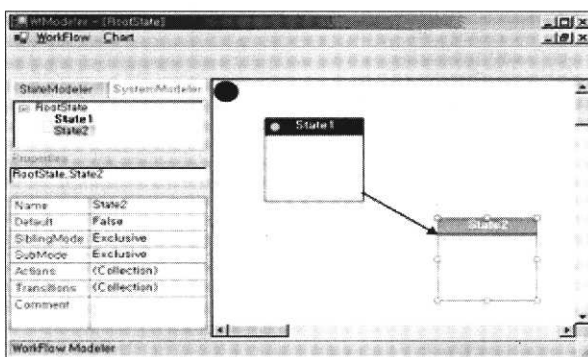 WfModeler - [RootState]
WorkFlow Chart
StateModeler SystemModeler
RootState
State1
State2
Properties
RootState, State2
Name State2
Default False
SiblingMode Exclusive
SubMode Exclusive
Actions (Collection)
Transitions (Collection)
Comment
State1
State2
WorkFlow Modeler